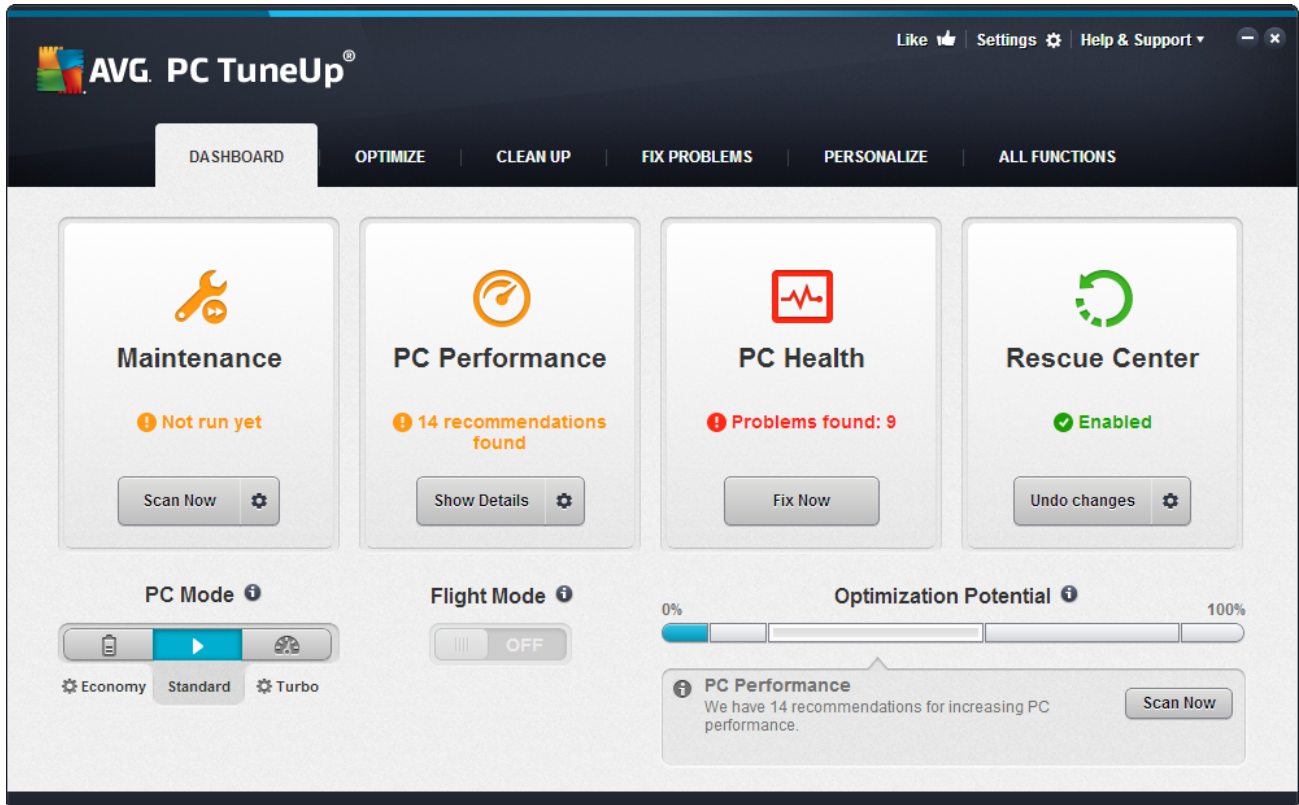 Like Settings Help & Support
AVG. PC TuneUp®
DASHBOARD OPTIMIZE CLEAN UP FIX PROBLEMS PERSONALIZE ALL FUNCTIONS
Maintenance
Not run yet
Scan Now
PC Performance
14 recommendations
found
Show Details
PC Health
Problems found: 9
Fix Now
Rescue Center
Enabled
Undo changes
PC Mode
Economy Standard Turbo
Flight Mode
OFF
Optimization Potential
0% 100%
PC Performance
We have 14 recommendations for increasing PC
performance.
Scan Now